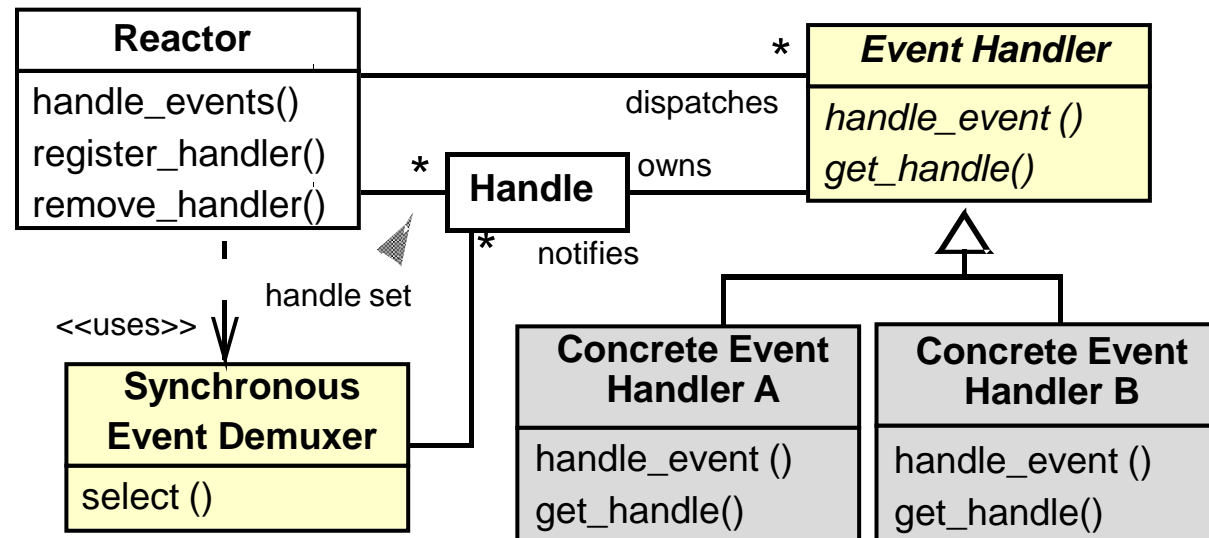 Reactor
handle_events()
register_handler()
remove_handler()
*
dispatches
Event Handler
handle_event ()
get_handle()
*
Handle
owns
*
notifies
handle set
<<uses>>
Synchronous
Event Demuxer
select ()
Concrete Event
Handler A
handle_event ()
get_handle()
Concrete Event
Handler B
handle_event ()
get_handle()